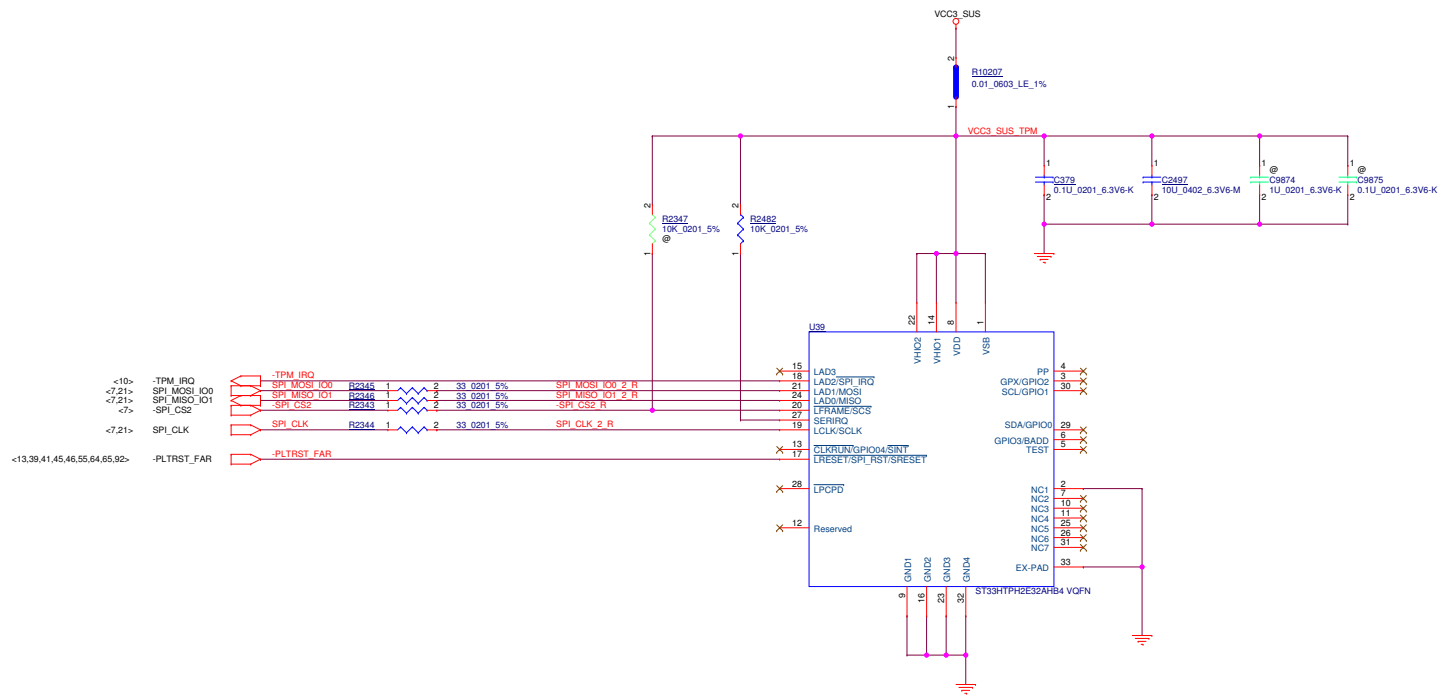 VCC3_SUS
2
R10207
0.01_0603_LE_1%
1
VCC3_SUS_TPM
1
C379
0.1U_0201_6.3V6-K
2
1
C2497
10U_0402_6.3V6-M
2
1
@
C9874
1U_0201_6.3V6-K
2
1
@
C9875
0.1U_0201_6.3V6-K
2
2
R2347
10K_0201_5%
@
1
2
R2482
10K_0201_5%
1
U39
22
14
8
1
VHIO2
VHIO1
VDD
VSB
15 LAD3
<10> -TPM_IRQ -TPM_IRQ 18 LAD2/SPI_IRQ
<7,21> SPI_MOSI_IO0 SPI_MOSI_IO0 R2345 1 2 33_0201_5% SPI_MOSI_IO0_2_R 21 LAD1/MOSI
<7,21> SPI_MISO_IO1 SPI_MISO_IO1 R2346 1 2 33_0201_5% SPI_MISO_IO1_2_R 24 LAD0/MISO
<7> -SPI_CS2 -SPI_CS2 R2343 1 2 33_0201_5% -SPI_CS2_R 20 LFRAME/SCS
27 SERIRQ
<7,21> SPI_CLK SPI_CLK R2344 1 2 33_0201_5% SPI_CLK_2_R 19 LCLK/SCLK
13 CLKRUN/GPIO04/SINT
<13,39,41,45,46,55,64,65,92> -PLTRST_FAR -PLTRST_FAR 17 LRESET/SPI_RST/SRESET
28 LPCPD
12 Reserved
PP 4
GPX/GPIO2 3
SCL/GPIO1 30
SDA/GPIO0 29
GPIO3/BADD 6
TEST 5
NC1 2
NC2 7
NC3 10
NC4 11
NC5 25
NC6 26
NC7 31
EX-PAD 33
GND1
GND2
GND3
GND4
ST33HTPH2E32AHB4 VQFN
9
16
23
32